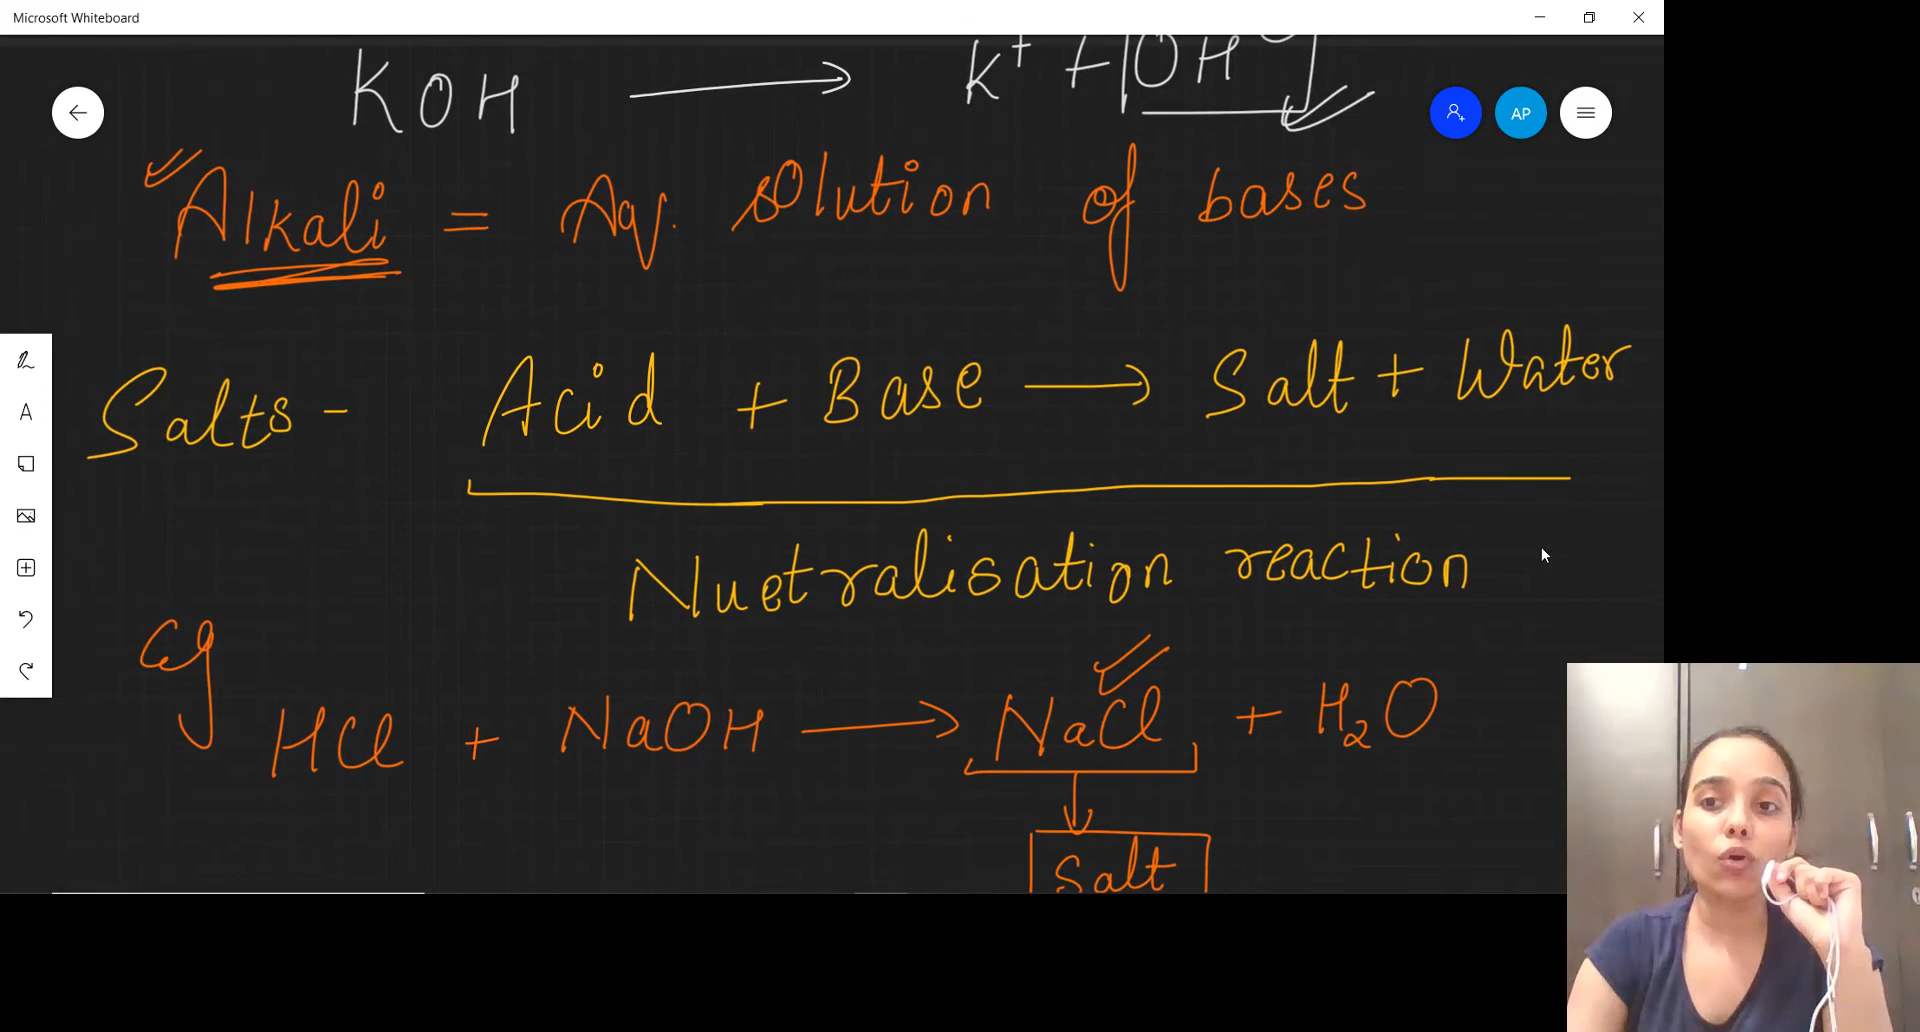 Microsoft Whiteboard
KOH → K⁺ + OH⁻
AP
Alkali = Aq. solution of bases
A
Salts - Acid + Base → Salt + Water
Nuetralisation reaction
eg
HCl + NaOH → NaCl + H₂O
Salt